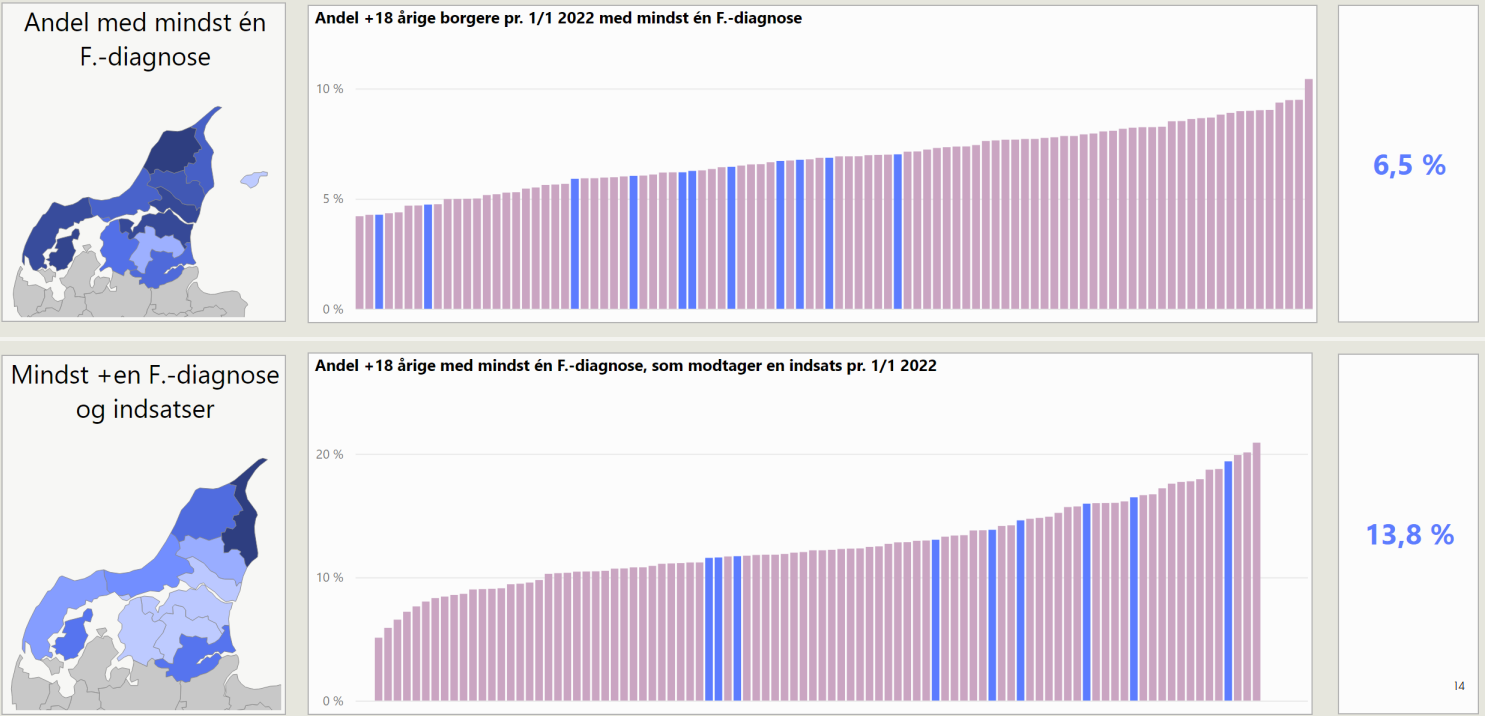 Andel med mindst én
F.-diagnose
Andel +18 årige borgere pr. 1/1 2022 med mindst én F.-diagnose
10 %
5 %
0 %
6,5 %
Mindst +en F.-diagnose
og indsatser
Andel +18 årige med mindst én F.-diagnose, som modtager en indsats pr. 1/1 2022
20 %
10 %
0 %
13,8 %
14